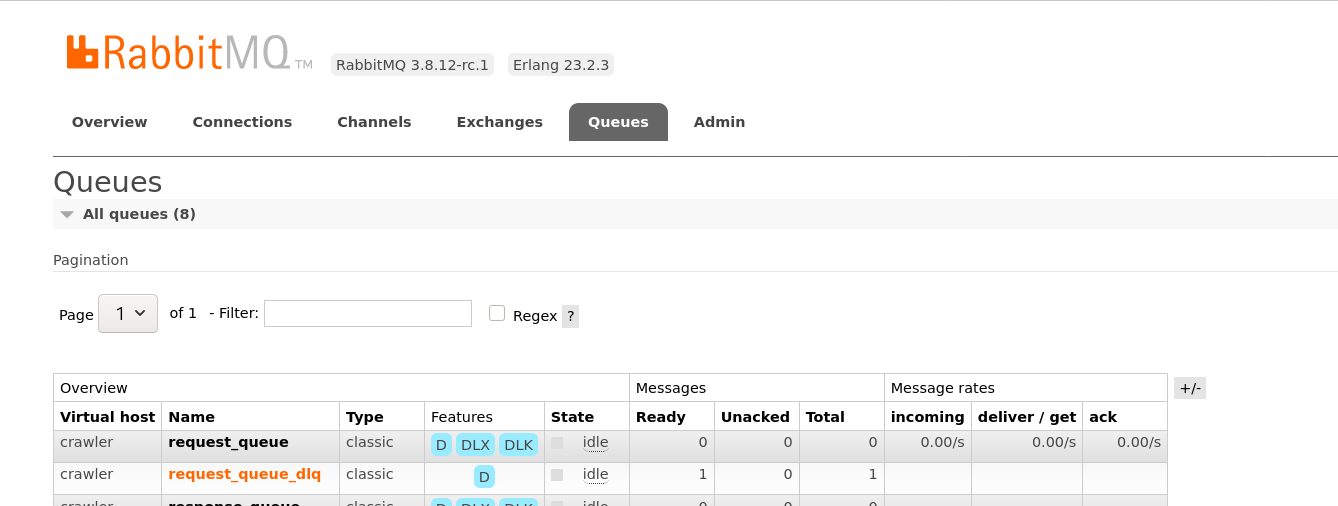 RabbitMQ TM RabbitMQ 3.8.12-rc.1 Erlang 23.2.3
Overview Connections Channels Exchanges Queues Admin
Queues
All queues (8)
Pagination
Page 1 of 1 - Filter: Regex ?
Overview Messages Message rates +/-
Virtual host Name Type Features State Ready Unacked Total incoming deliver / get ack
crawler request_queue classic D DLX DLK idle 0 0 0 0.00/s 0.00/s 0.00/s
crawler request_queue_dlq classic D idle 1 0 1
crawler response_queue classic D DLX DLK idle 0 0 0